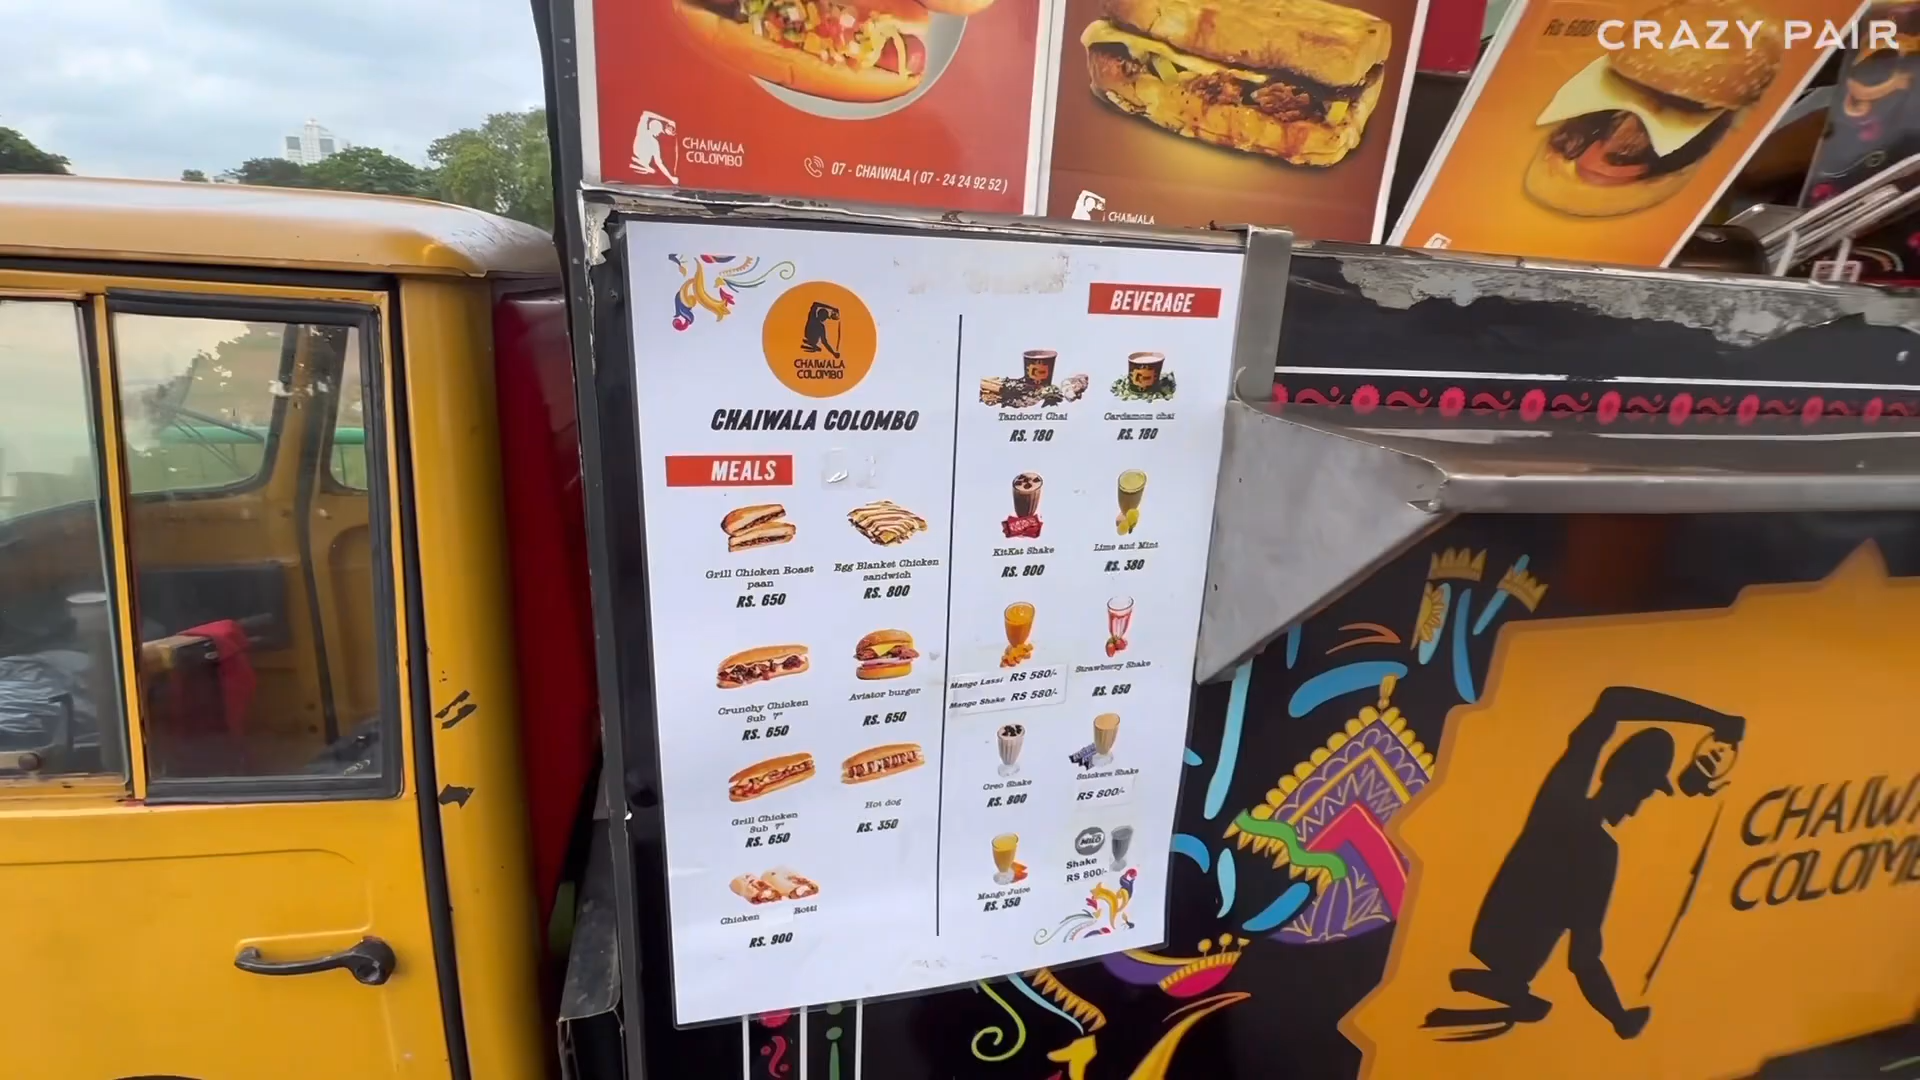 CRAZY PAIR
CHAIWALA
COLOMBO
07 - CHAIWALA ( 07 - 24 24 92 52 )
CHAIWALA
CHAIWALA
COLOMBO
CHAIWALA COLOMBO
MEALS
Grill Chicken Roast
paan
RS. 650
Egg Blanket Chicken
sandwich
RS. 800
Crunchy Chicken
Sub 7"
RS. 650
Aviator burger
RS. 650
Grill Chicken
Sub 7"
RS. 650
Hot dog
RS. 350
Chicken Rotti
RS. 900
BEVERAGE
Tandoori Chai
RS. 180
Cardamom chai
RS. 180
KitKat Shake
RS. 800
Lime and Mint
RS. 380
Mango Lassi RS 580/-
Mango Shake RS 580/-
Strawberry Shake
RS. 650
Oreo Shake
RS. 800
Snickers Shake
RS 800/-
Mango Juice
RS. 350
MILO
Shake
RS 800/-
CHAIW
COLOMB